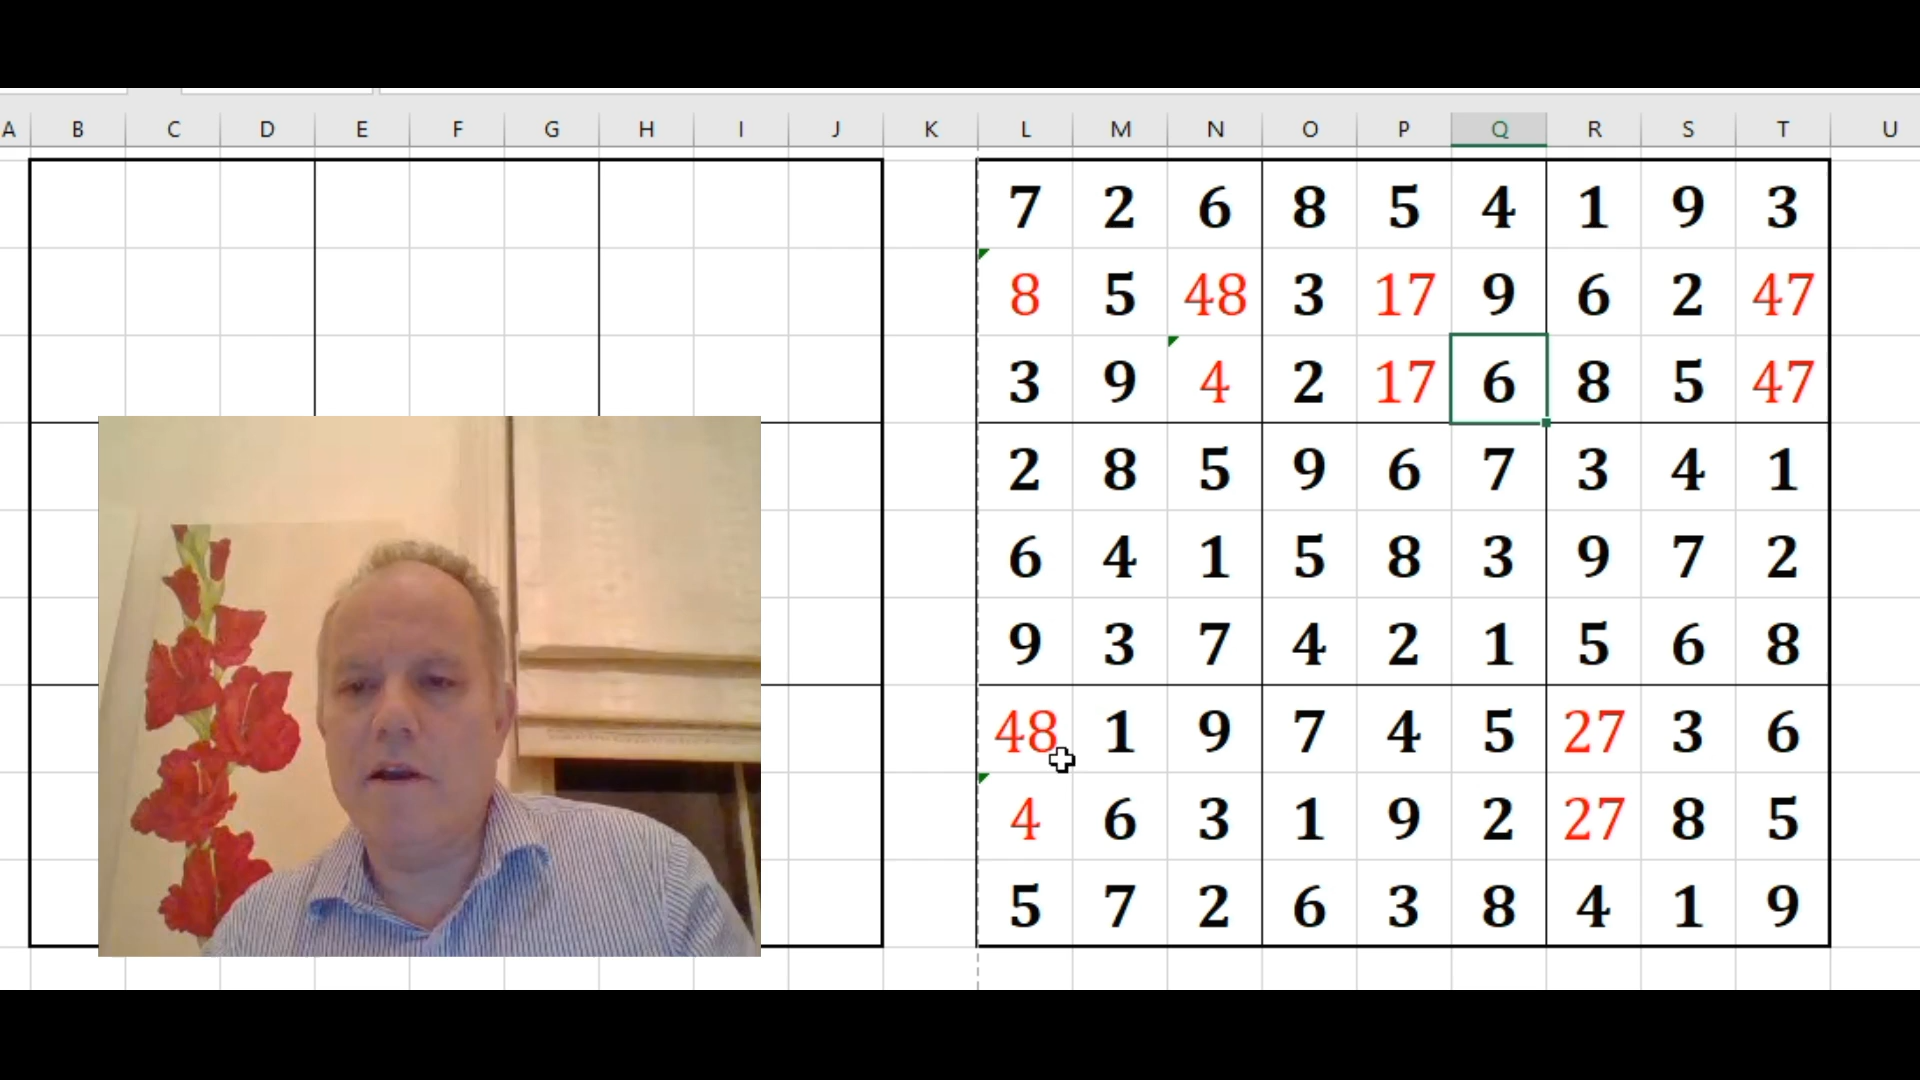 A B C D E F G H I J K L M N O P Q R S T U
7 2 6 8 5 4 1 9 3
8 5 48 3 17 9 6 2 47
3 9 4 2 17 6 8 5 47
2 8 5 9 6 7 3 4 1
6 4 1 5 8 3 9 7 2
9 3 7 4 2 1 5 6 8
48 1 9 7 4 5 27 3 6
4 6 3 1 9 2 27 8 5
5 7 2 6 3 8 4 1 9